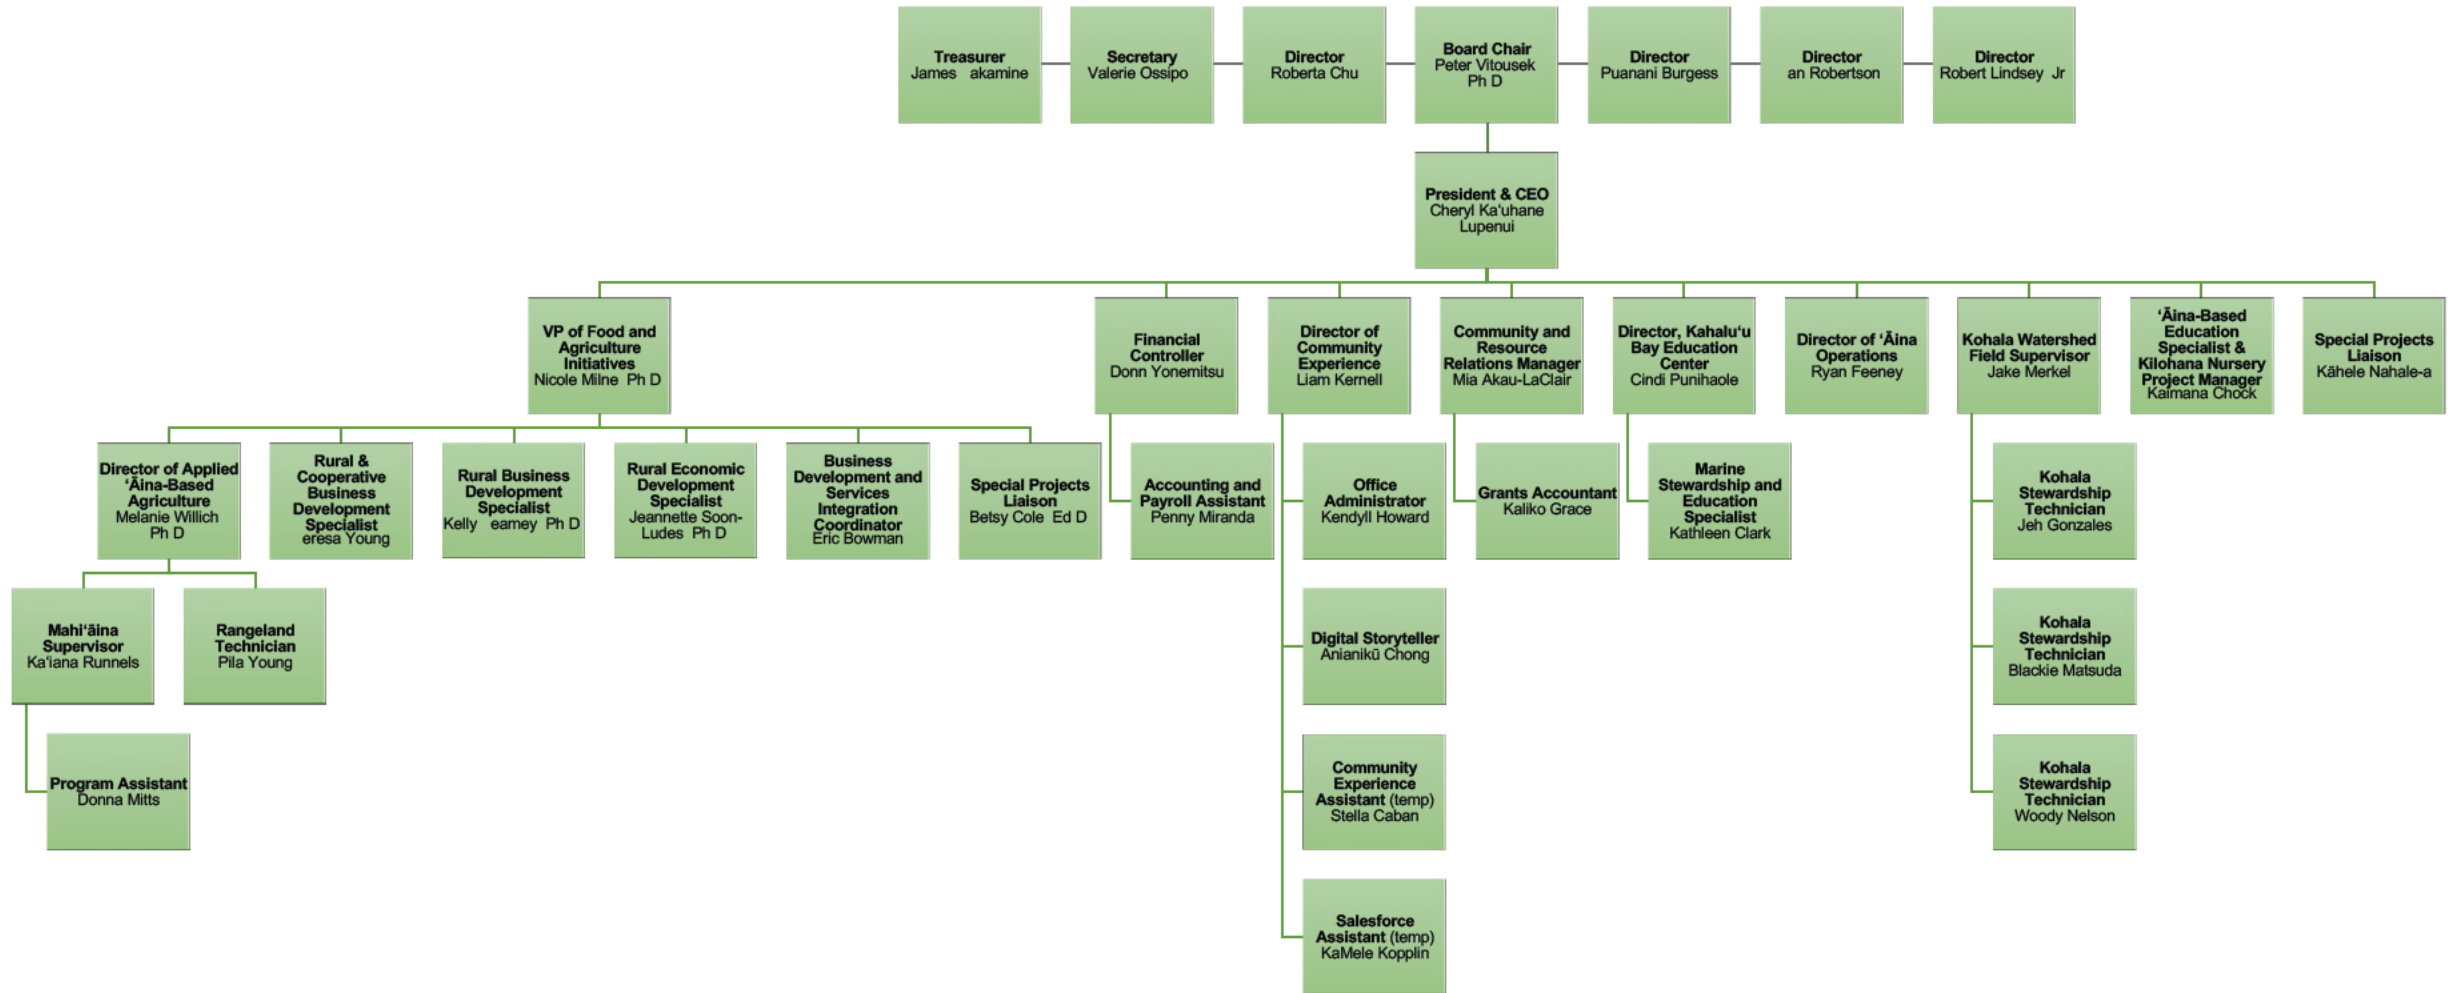 Treasurer
James akamine
Secretary
Valerie Ossipo
Director
Roberta Chu
Board Chair
Peter Vitousek
Ph D
Director
Puanani Burgess
Director
an Robertson
Director
Robert Lindsey Jr
President & CEO
Cheryl Kaʻuhane
Lupenui
VP of Food and
Agriculture
Initiatives
Nicole Milne Ph D
Financial
Controller
Donn Yonemitsu
Director of
Community
Experience
Liam Kernell
Community and
Resource
Relations Manager
Mia Akau-LaClair
Director, Kahaluʻu
Bay Education
Center
Cindi Punihaole
Director of ʻĀina
Operations
Ryan Feeney
Kohala Watershed
Field Supervisor
Jake Merkel
ʻĀina-Based
Education
Specialist &
Kilohana Nursery
Project Manager
Kaimana Chock
Special Projects
Liaison
Kāhele Nahale-a
Director of Applied
ʻĀina-Based
Agriculture
Melanie Willich
Ph D
Rural &
Cooperative
Business
Development
Specialist
eresa Young
Rural Business
Development
Specialist
Kelly earney Ph D
Rural Economic
Development
Specialist
Jeannette Soon-
Ludes Ph D
Business
Development and
Services
Integration
Coordinator
Eric Bowman
Special Projects
Liaison
Betsy Cole Ed D
Accounting and
Payroll Assistant
Penny Miranda
Office
Administrator
Kendyll Howard
Grants Accountant
Kaliko Grace
Marine
Stewardship and
Education
Specialist
Kathleen Clark
Kohala
Stewardship
Technician
Jeh Gonzales
Mahiʻāina
Supervisor
Kaʻiana Runnels
Rangeland
Technician
Pila Young
Digital Storyteller
Anianikū Chong
Kohala
Stewardship
Technician
Blackie Matsuda
Program Assistant
Donna Mitts
Community
Experience
Assistant (temp)
Stella Caban
Kohala
Stewardship
Technician
Woody Nelson
Salesforce
Assistant (temp)
KaMele Kopplin